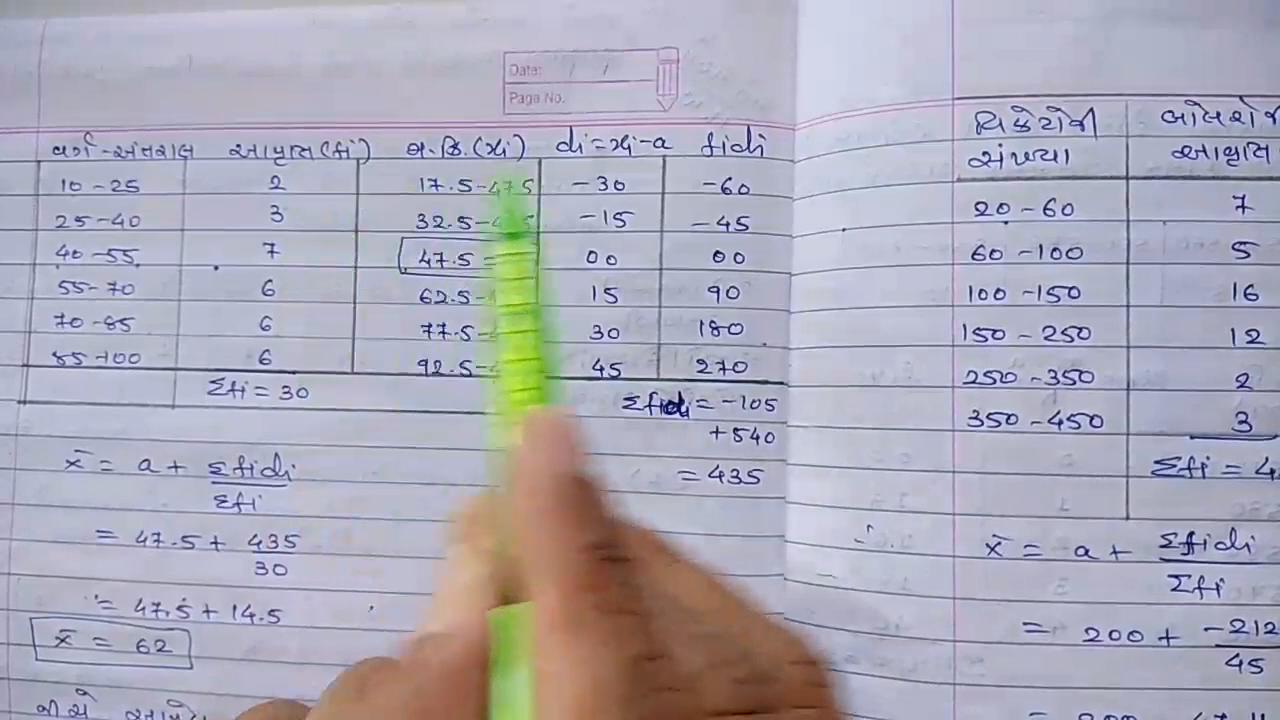 Date: / /
Page No.
વર્ગ-અંતરાલ આવૃત્તિ (fi) મ.કિ.(xi) di=xi-a fidi
10-25 2 17.5-47.5 -30 -60
25-40 3 32.5- -15 -45
40-55 7 47.5 00 00
55-70 6 62.5- 15 90
70-85 6 77.5- 30 180
85-100 6 92.5- 45 270
Σfi = 30 Σfidi = -105
+540
x̄ = a + Σfidi = 435
Σfi
= 47.5 + 435
30
= 47.5 + 14.5
x̄ = 62
વિકેટોની બોલરોની
સંખ્યા આવૃત્તિ
20-60 7
60-100 5
100-150 16
150-250 12
250-350 2
350-450 3
Σfi = 4
∴ x̄ = a + Σfidi
Σfi
= 200 + -212
45